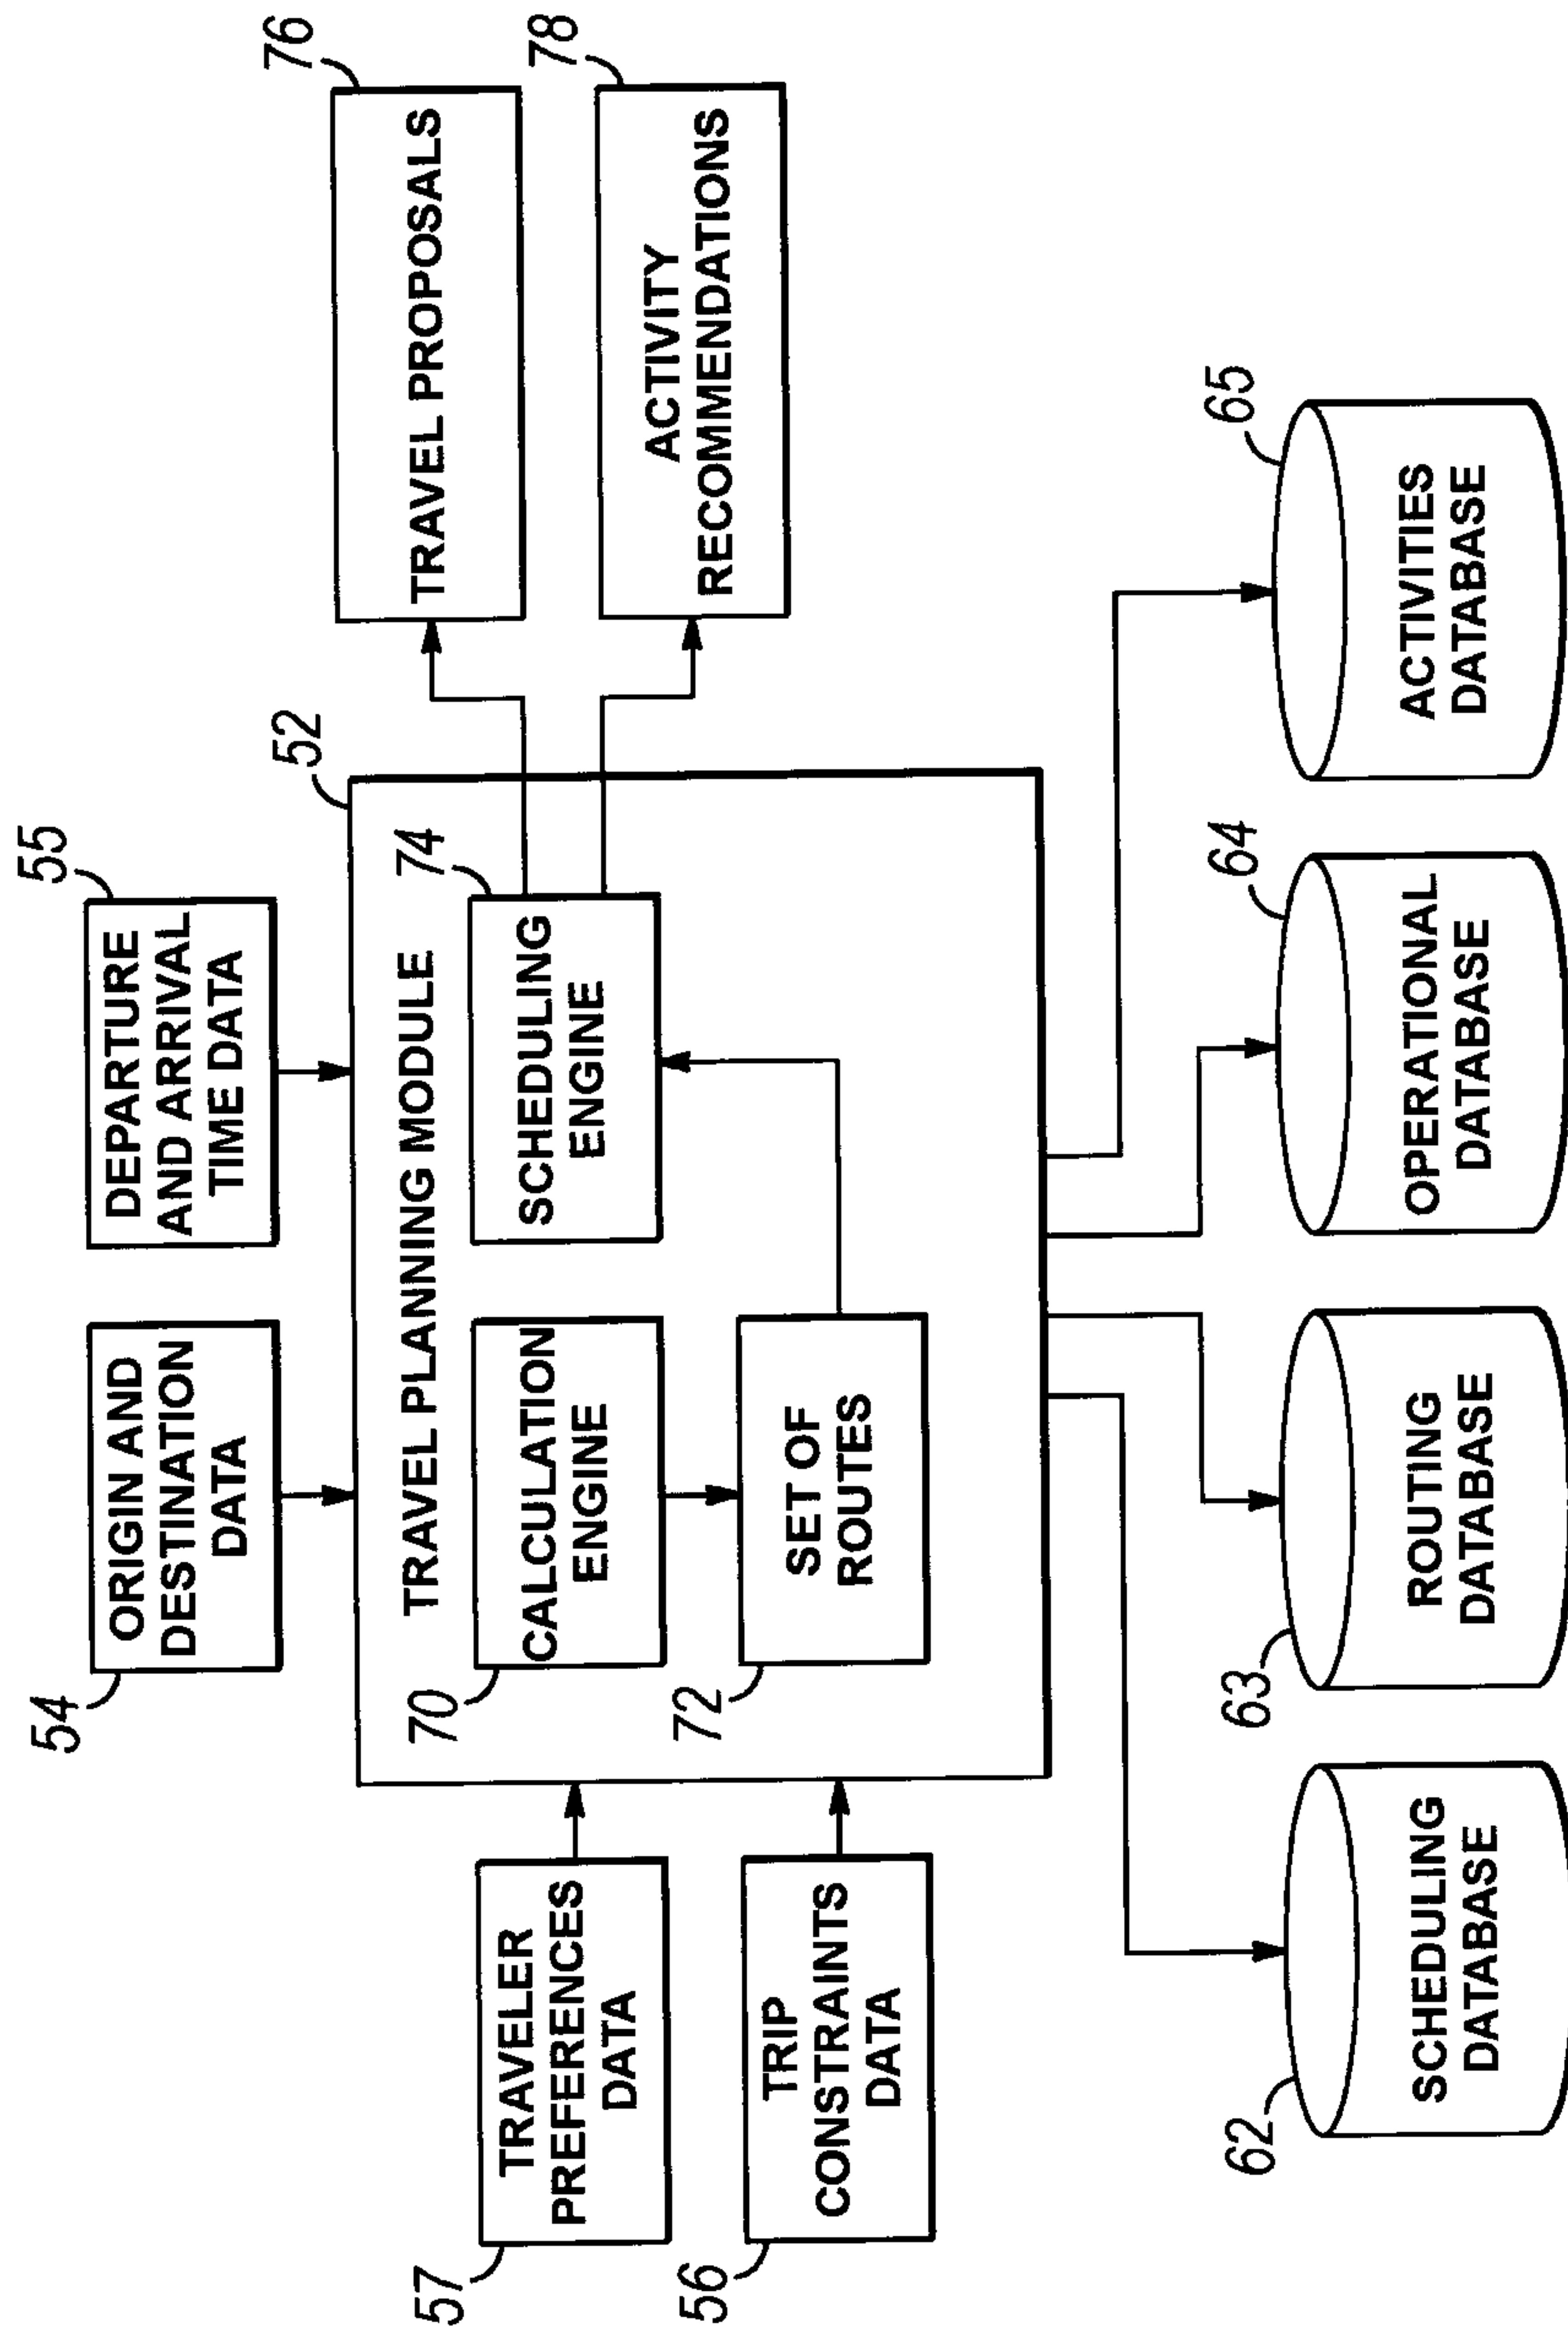 54
ORIGIN AND
DESTINATION
DATA
55
DEPARTURE
AND ARRIVAL
TIME DATA
52
TRAVEL PLANNING MODULE
57
TRAVELER
PREFERENCES
DATA
56
TRIP
CONSTRAINTS
DATA
70
CALCULATION
ENGINE
72
SET OF
ROUTES
74
SCHEDULING
ENGINE
76
TRAVEL PROPOSALS
78
ACTIVITY
RECOMMENDATIONS
62
SCHEDULING
DATABASE
63
ROUTING
DATABASE
64
OPERATIONAL
DATABASE
65
ACTIVITIES
DATABASE